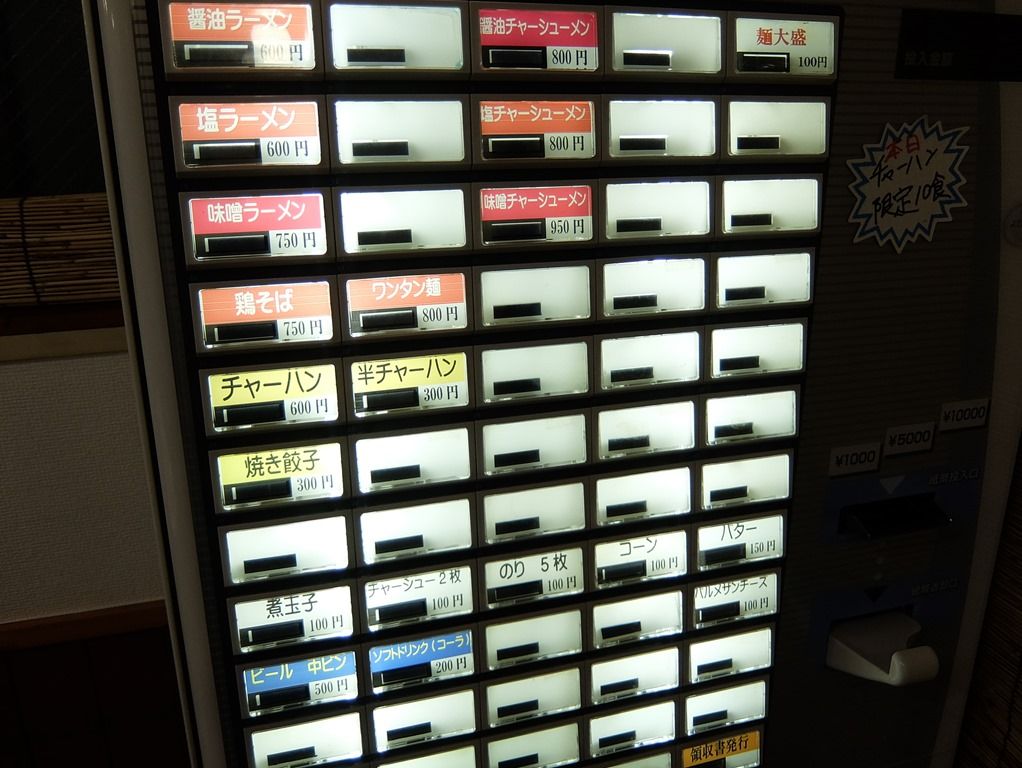 醤油ラーメン
600円
醤油チャーシューメン
800円
麺大盛
100円
投入金額
塩ラーメン
600円
塩チャーシューメン
800円
本日
チャーハン
限定10食
味噌ラーメン
750円
味噌チャーシューメン
950円
鶏そば
750円
ワンタン麺
800円
チャーハン
600円
半チャーハン
300円
¥1000
¥5000
¥10000
焼き餃子
300円
紙幣投入口
煮玉子
100円
チャーシュー2枚
100円
のり 5枚
100円
コーン
100円
バター
150円
パルメザンチーズ
100円
ビール 中ビン
500円
ソフトドリンク(コーラ)
200円
領収書発行